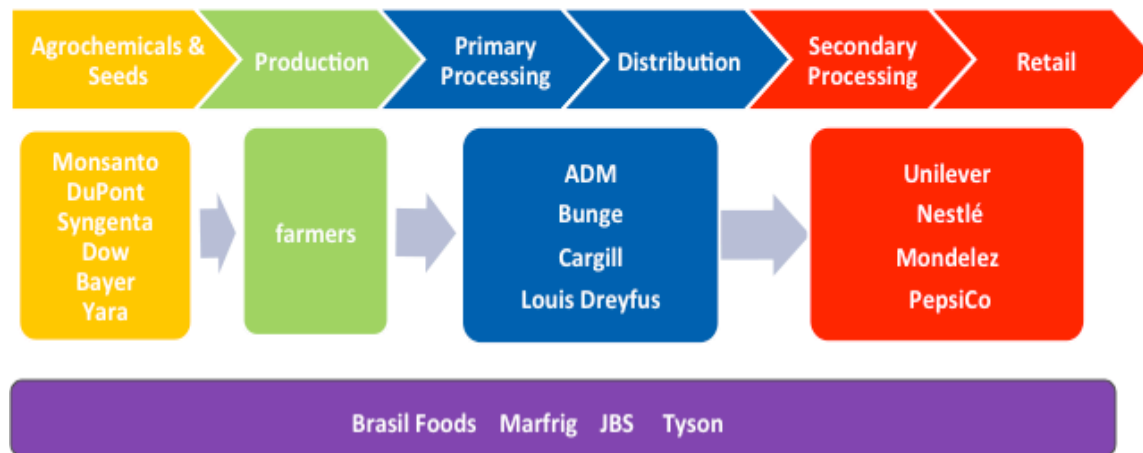 Agrochemicals &
Seeds
Production
Primary
Processing
Distribution
Secondary
Processing
Retail
Monsanto
DuPont
Syngenta
Dow
Bayer
Yara
farmers
ADM
Bunge
Cargill
Louis Dreyfus
Unilever
Nestlé
Mondelez
PepsiCo
Brasil Foods Marfrig JBS Tyson